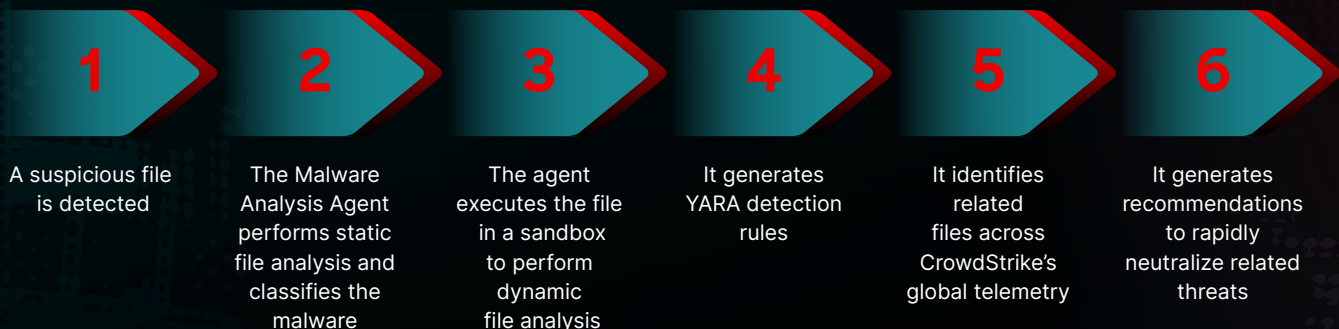 1
A suspicious file
is detected
2
The Malware
Analysis Agent
performs static
file analysis and
classifies the
malware
3
The agent
executes the file
in a sandbox
to perform
dynamic
file analysis
4
It generates
YARA detection
rules
5
It identifies
related
files across
CrowdStrike’s
global telemetry
6
It generates
recommendations
to rapidly
neutralize related
threats